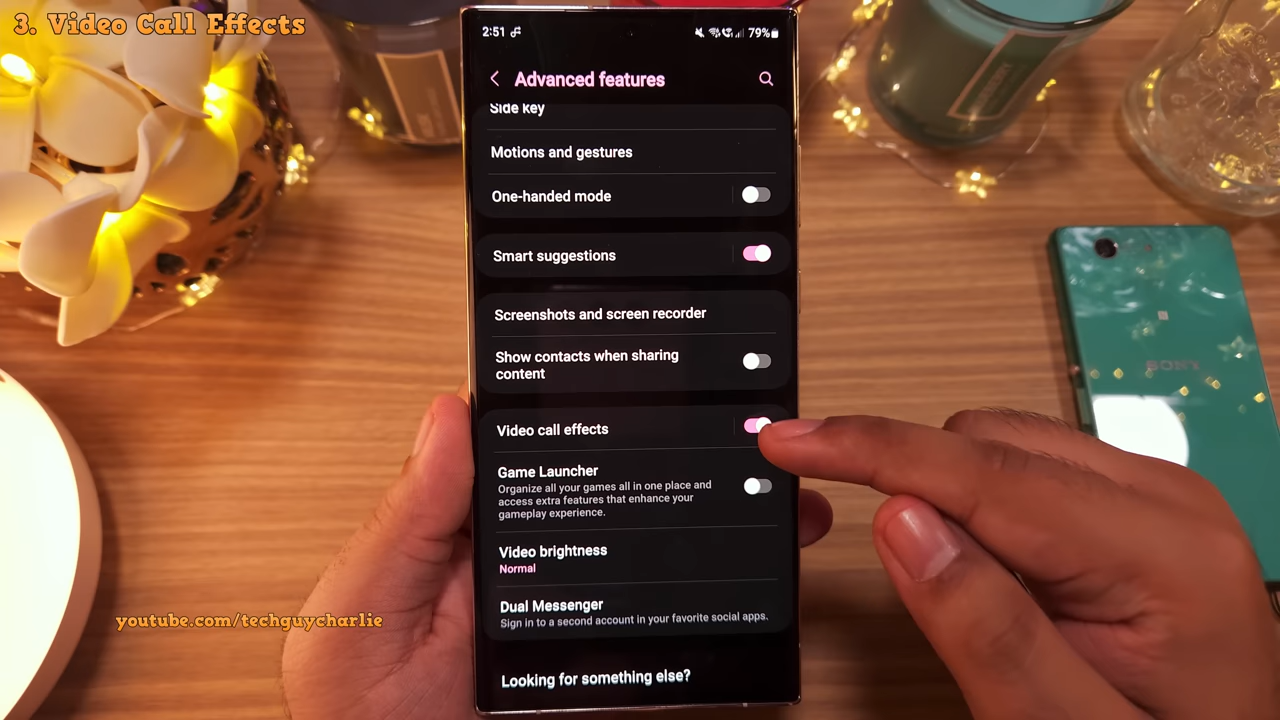 3. Video Call Effects
2:51
79%
Advanced features
Side key
Motions and gestures
One-handed mode
Smart suggestions
Screenshots and screen recorder
Show contacts when sharing
content
Video call effects
Game Launcher
Organize all your games all in one place and
access extra features that enhance your
gameplay experience.
Video brightness
Normal
Dual Messenger
Sign in to a second account in your favorite social apps.
Looking for something else?
SONY
youtube.com/techguycharlie